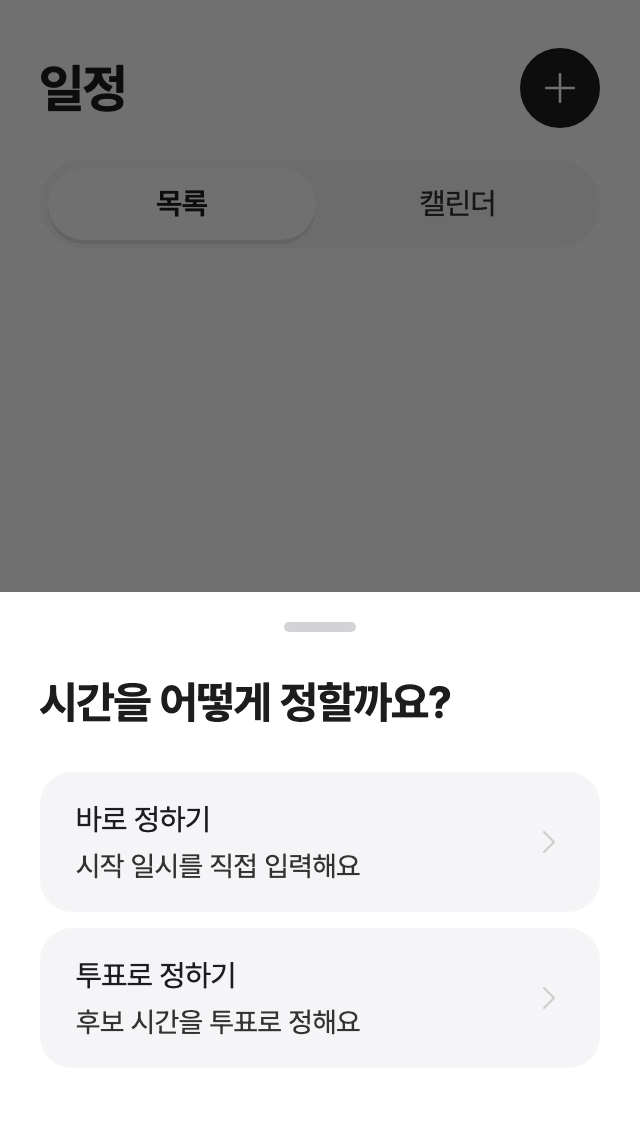 일정
목록
캘린더
시간을 어떻게 정할까요?
바로 정하기
시작 일시를 직접 입력해요
투표로 정하기
후보 시간을 투표로 정해요